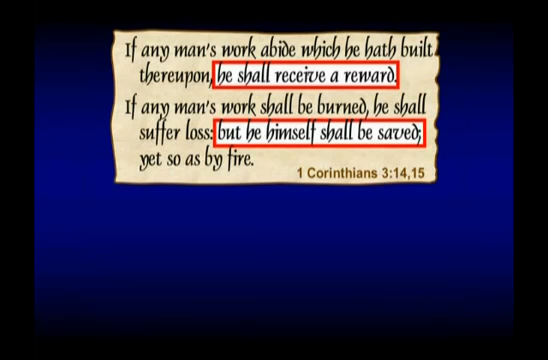 If any man's work abide which he hath built
thereupon, he shall receive a reward.
If any man's work shall be burned, he shall
suffer loss: but he himself shall be saved;
yet so as by fire.
1 Corinthians 3:14,15